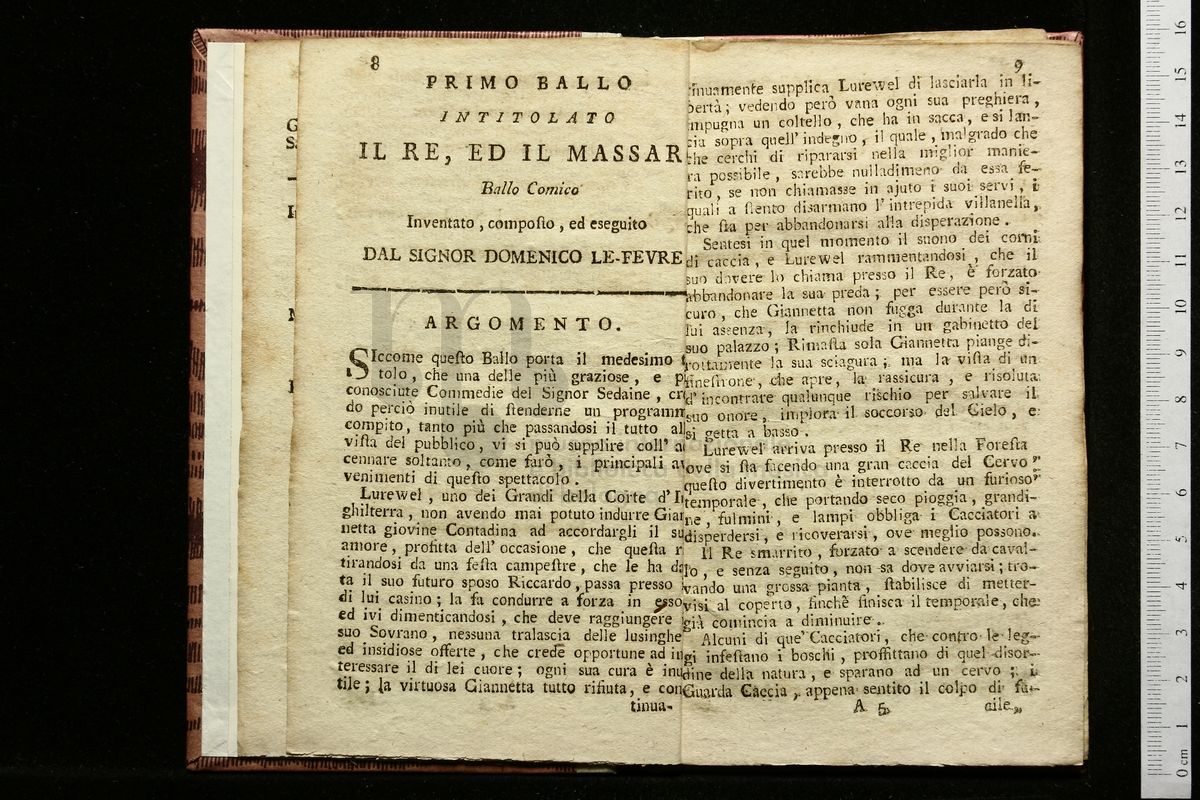 8
PRIMO BALLO
INTITOLATO
IL RE, ED IL MASSAR
Ballo Comico
Inventato, composto, ed eseguito
DAL SIGNOR DOMENICO LE-FEVRE
ARGOMENTO.
SIccome questo Ballo porta il medesimo t
tolo, che una delle più graziose, e p
conosciute Commedie del Signor Sedaine, cre
do perciò inutile di stenderne un programm
compito, tanto più che passandosi il tutto al
vista del pubblico, vi si può supplire coll' a
cennare soltanto, come farò, i principali av
venimenti di questo spettacolo.
Lurewel, uno dei Grandi della Corte d' In
ghilterra, non avendo mai potuto indurre Gian
netta giovine Contadina ad accordargli il su
amore, profitta dell' occasione, che questa r
tirandosi da una festa campestre, che le ha da
ta il suo futuro sposo Riccardo, passa presso
di lui casino; la fa condurre a forza in esso
ed ivi dimenticandosi, che deve raggiungere
suo Sovrano, nessuna tralascia delle lusinghe
ed insidiose offerte, che crede opportune ad in
teressare il di lei cuore; ogni sua cura è inu
tile; la virtuosa Giannetta tutto rifiuta, e con
tinua-
9
tinuamente supplica Lurewel di lasciarla in li-
bertà; vedendo però vana ogni sua preghiera,
impugna un coltello, che ha in sacca, e si lan-
cia sopra quell' indegno, il quale, malgrado che
che cerchi di ripararsi nella miglior manie-
ra possibile, sarebbe nulladimeno da essa fe-
rito, se non chiamasse in ajuto i suoi servi, i
quali a stento disarmano l' intrepida villanella,
che sta per abbandonarsi alla disperazione.
Sentesi in quel momento il suono dei corni
di caccia, e Lurewel rammentandosi, che il
suo dovere lo chiama presso il Re, è forzato
abbandonare la sua preda; per essere però si-
curo, che Giannetta non fugga durante la di
lui assenza, la rinchiude in un gabinetto del
suo palazzo; Rimasta sola Giannetta piange di-
rottamente la sua sciagura; ma la vista di un
finestrone, che apre, la rassicura, e risoluta
d' incontrare qualunque rischio per salvare il
suo onore, implora il soccorso del Cielo, e
si getta a basso.
Lurewel arriva presso il Re nella Foresta
ove si sta facendo una gran caccia del Cervo
questo divertimento è interrotto da un furioso
temporale, che portando seco pioggia, grandi-
ne, fulmini, e lampi obbliga i Cacciatori a
disperdersi, e ricoverarsi, ove meglio possono.
Il Re smarrito, forzato a scendere da caval-
lo, e senza seguito, non sa dove avviarsi; tro-
vando una grossa pianta, stabilisce di metter-
visi al coperto, finchè finisca il temporale, che
già comincia a diminuire.
Alcuni di que' Cacciatori, che contro le leg-
gi infestano i boschi, proffittano di quel disor-
dine della natura, e sparano ad un cervo; i
Guarda Caccia, appena sentito il colpo di fu-
A 5
cile,